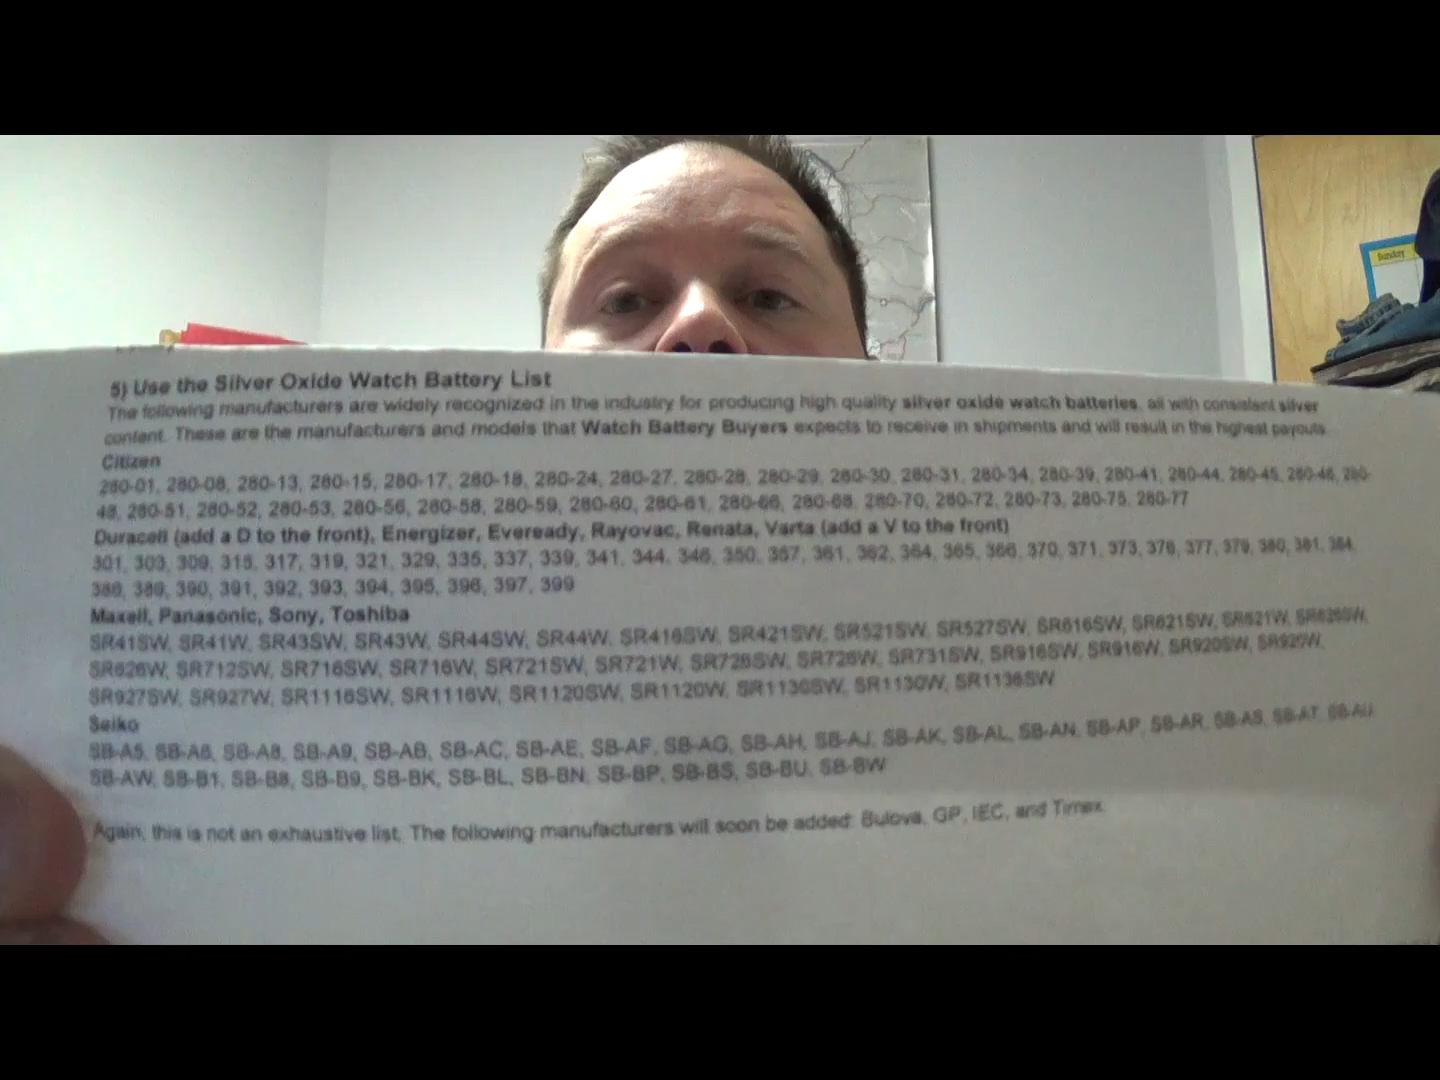 Sunday
5) Use the Silver Oxide Watch Battery List
The following manufacturers are widely recognized in the industry for producing high quality silver oxide watch batteries, all with consistent silver
content. These are the manufacturers and models that Watch Battery Buyers expects to receive in shipments and will result in the highest payouts.
Citizen
280-01, 280-08, 280-13, 280-15, 280-17, 280-18, 280-24, 280-27, 280-28, 280-29, 280-30, 280-31, 280-34, 280-39, 280-41, 280-44, 280-45, 280-46, 280-
48, 280-51, 280-52, 280-53, 280-56, 280-58, 280-59, 280-60, 280-61, 280-66, 280-68, 280-70, 280-72, 280-73, 280-75, 280-77
Duracell (add a D to the front), Energizer, Eveready, Rayovac, Renata, Varta (add a V to the front)
301, 303, 309, 315, 317, 319, 321, 329, 335, 337, 339, 341, 344, 346, 350, 357, 361, 362, 364, 365, 366, 370, 371, 373, 376, 377, 379, 380, 381, 384,
386, 389, 390, 391, 392, 393, 394, 395, 396, 397, 399
Maxell, Panasonic, Sony, Toshiba
SR41SW, SR41W, SR43SW, SR43W, SR44SW, SR44W, SR416SW, SR421SW, SR521SW, SR527SW, SR616SW, SR621SW, SR621W, SR626SW,
SR626W, SR712SW, SR716SW, SR716W, SR721SW, SR721W, SR726SW, SR726W, SR731SW, SR916SW, SR916W, SR920SW, SR920W,
SR927SW, SR927W, SR1116SW, SR1116W, SR1120SW, SR1120W, SR1130SW, SR1130W, SR1136SW
Seiko
SB-A5, SB-A6, SB-A8, SB-A9, SB-AB, SB-AC, SB-AE, SB-AF, SB-AG, SB-AH, SB-AJ, SB-AK, SB-AL, SB-AN, SB-AP, SB-AR, SB-AS, SB-AT, SB-AU,
SB-AW, SB-B1, SB-B8, SB-B9, SB-BK, SB-BL, SB-BN, SB-BP, SB-BS, SB-BU, SB-BW
Again, this is not an exhaustive list. The following manufacturers will soon be added: Bulova, GP, IEC, and Timex.